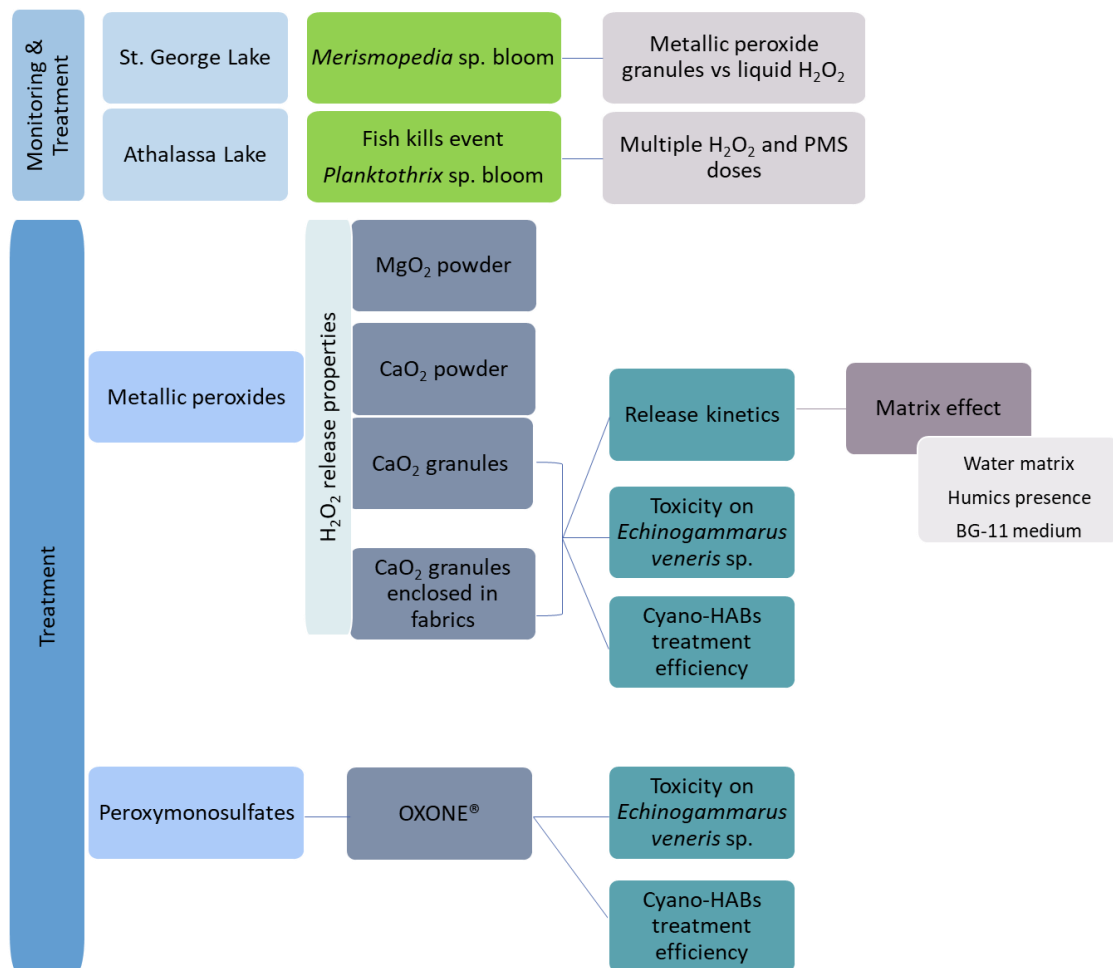 Monitoring &
Treatment
St. George Lake
Merismopedia sp. bloom
Metallic peroxide
granules vs liquid H₂O₂
Athalassa Lake
Fish kills event
Planktothrix sp. bloom
Multiple H₂O₂ and PMS
doses
Treatment
Metallic peroxides
H₂O₂ release properties
MgO₂ powder
CaO₂ powder
CaO₂ granules
CaO₂ granules
enclosed in
fabrics
Release kinetics
Matrix effect
Water matrix
Humics presence
BG-11 medium
Toxicity on
Echinogammarus
veneris sp.
Cyano-HABs
treatment
efficiency
Peroxymonosulfates
OXONE®
Toxicity on
Echinogammarus
veneris sp.
Cyano-HABs
treatment
efficiency